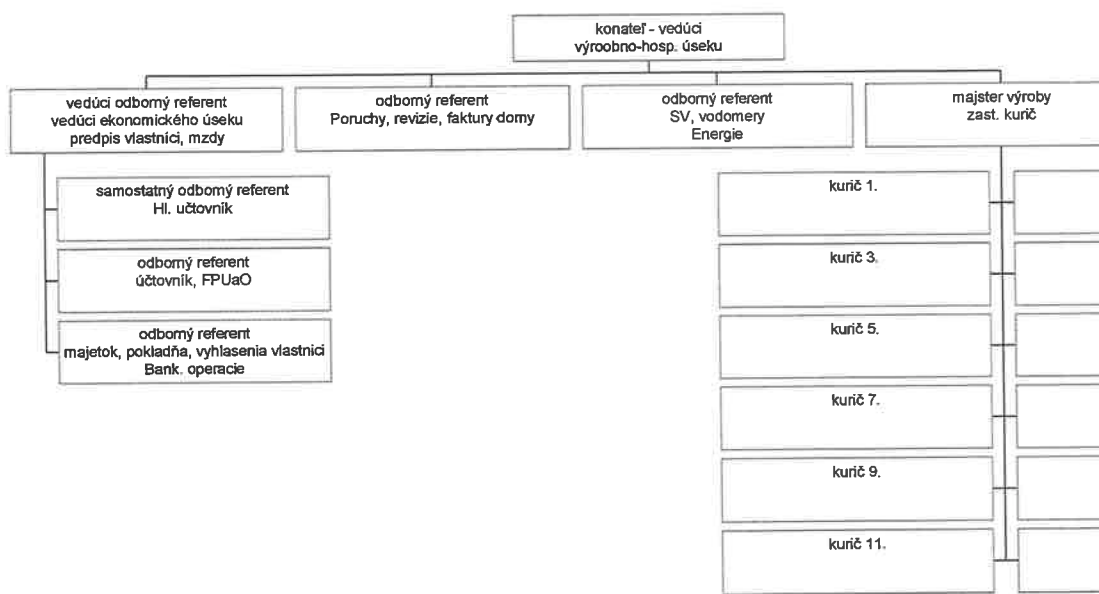 konateľ - vedúci
výroobno-hosp. úseku
vedúci odborný referent
vedúci ekonomického úseku
predpis vlastníci, mzdy
odborný referent
Poruchy, revizie, faktury domy
odborný referent
SV, vodomery
Energie
majster výroby
zast. kurič
samostatný odborný referent
Hl. učtovník
odborný referent
účtovník, FPUaO
odborný referent
majetok, pokladňa, vyhlasenia vlastnici
Bank. operacie
kurič 1.
kurič 3.
kurič 5.
kurič 7.
kurič 9.
kurič 11.